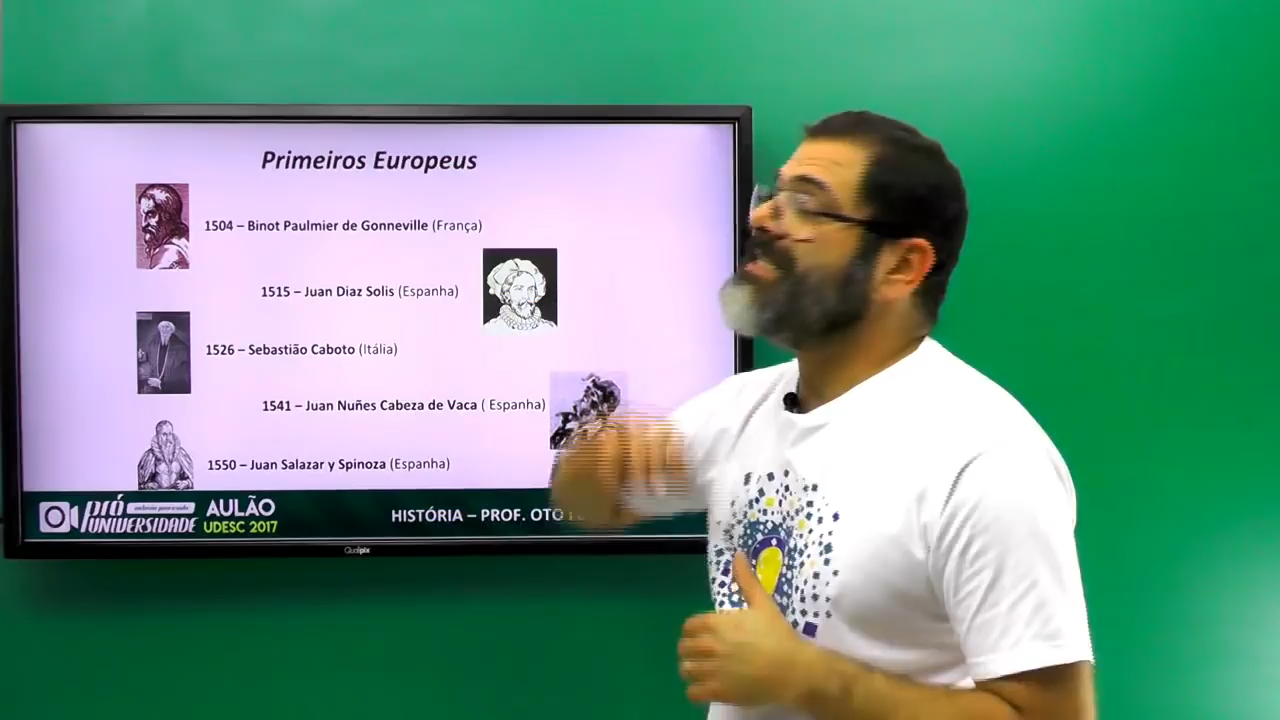 Primeiros Europeus
1504 – Binot Paulmier de Gonneville (França)
1515 – Juan Diaz Solis (Espanha)
1526 – Sebastião Caboto (Itália)
1541 – Juan Nuñes Cabeza de Vaca ( Espanha)
1550 – Juan Salazar y Spinoza (Espanha)
pró
UNIVERSIDADE
AULÃO
UDESC 2017
HISTÓRIA – PROF. OTO
Qualipix